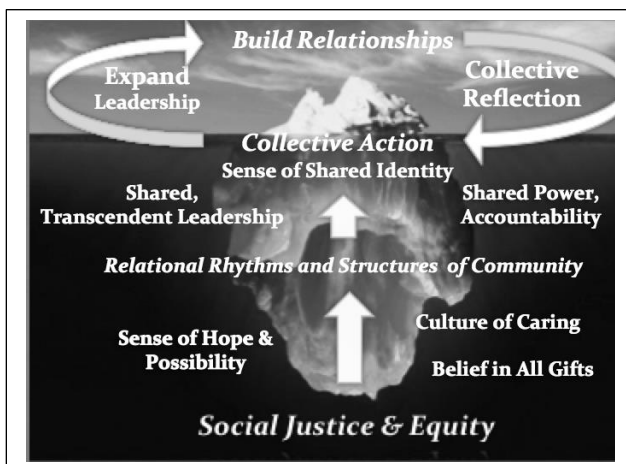 Build Relationships
Expand
Leadership
Collective
Reflection
Collective Action
Sense of Shared Identity
Shared,
Transcendent Leadership
Shared Power,
Accountability
Relational Rhythms and Structures of Community
Sense of Hope &
Possibility
Culture of Caring
Belief in All Gifts
Social Justice & Equity